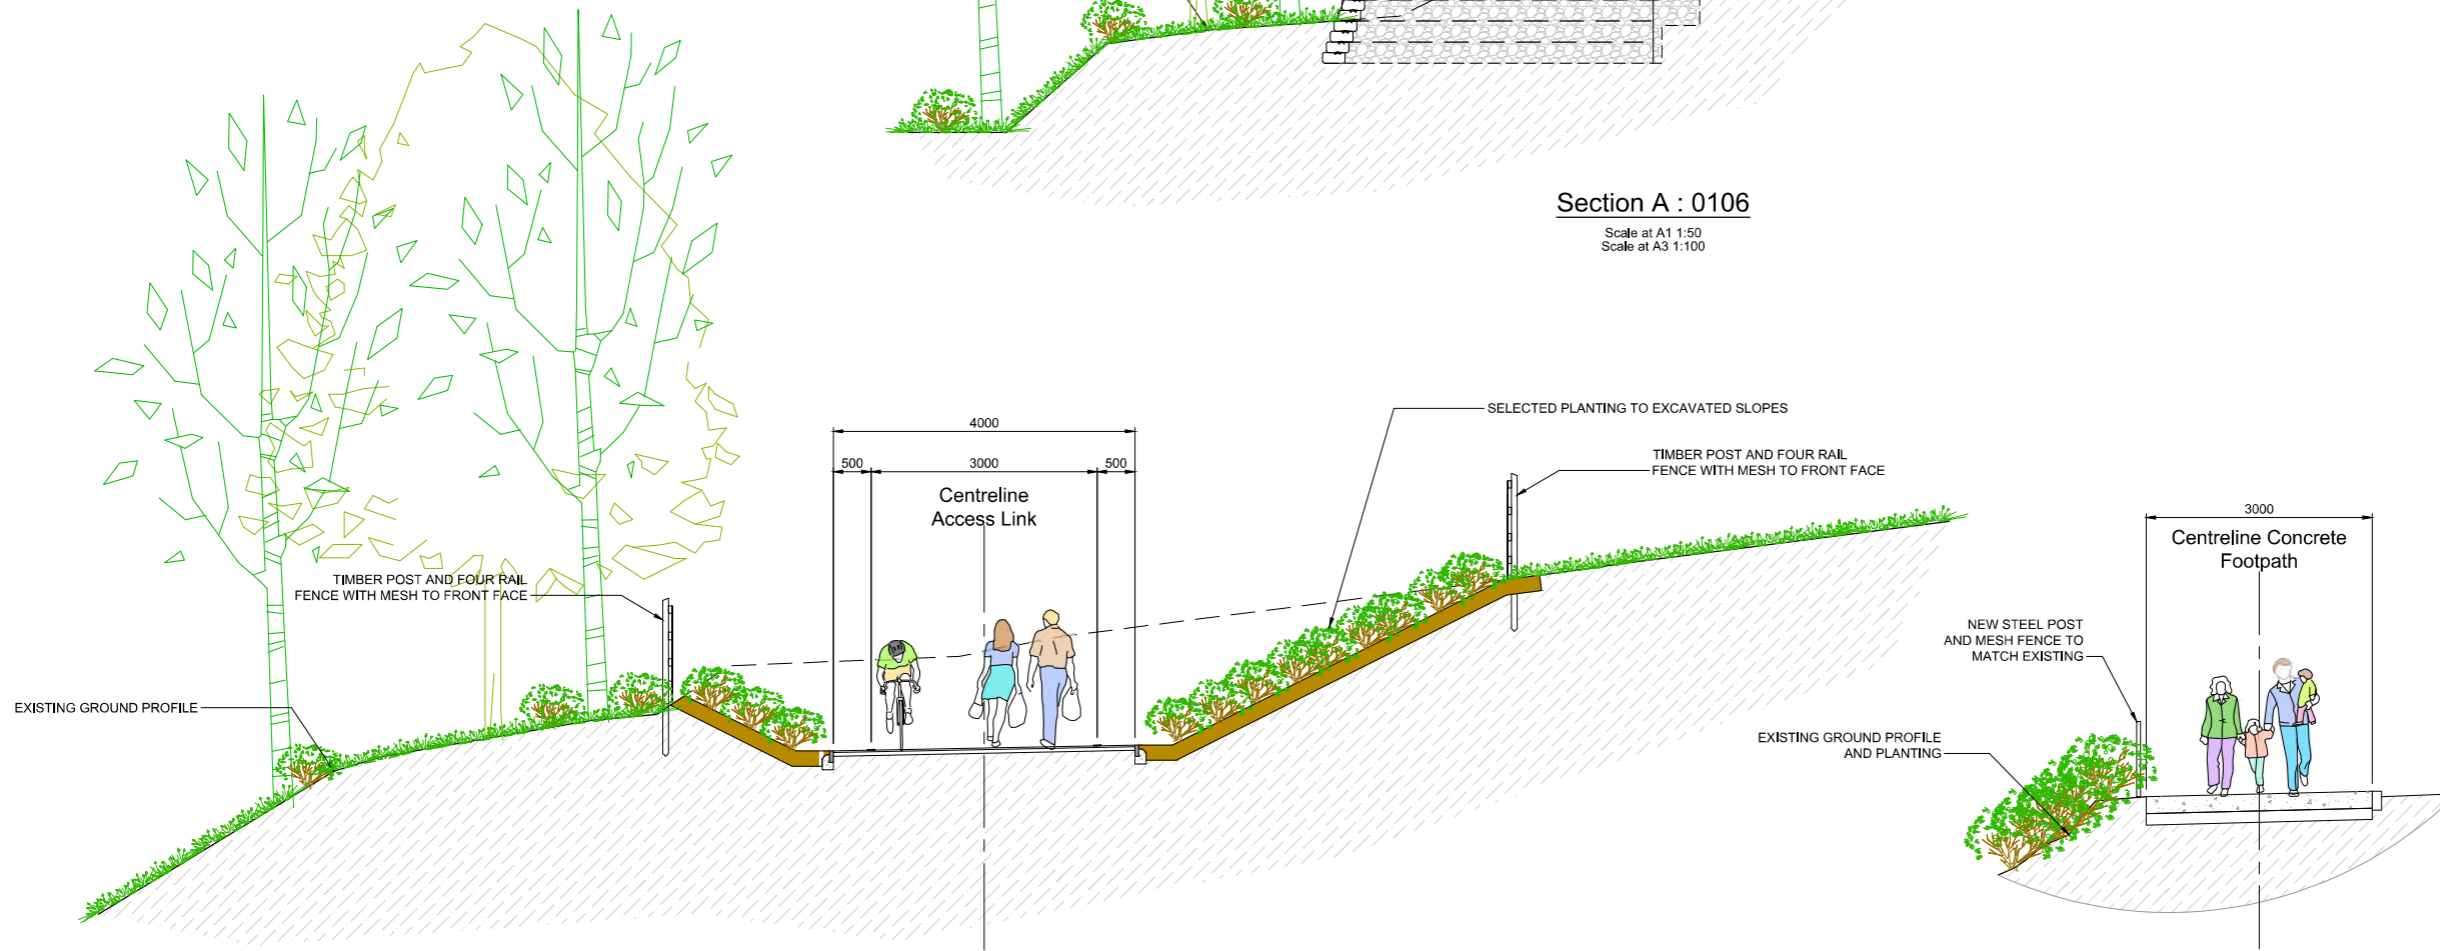 Section A : 0106
Scale at A1 1:50
Scale at A3 1:100
4000
500
3000
500
Centreline
Access Link
SELECTED PLANTING TO EXCAVATED SLOPES
TIMBER POST AND FOUR RAIL
FENCE WITH MESH TO FRONT FACE
3000
Centreline Concrete
Footpath
TIMBER POST AND FOUR RAIL
FENCE WITH MESH TO FRONT FACE
NEW STEEL POST
AND MESH FENCE TO
MATCH EXISTING
EXISTING GROUND PROFILE
EXISTING GROUND PROFILE
AND PLANTING